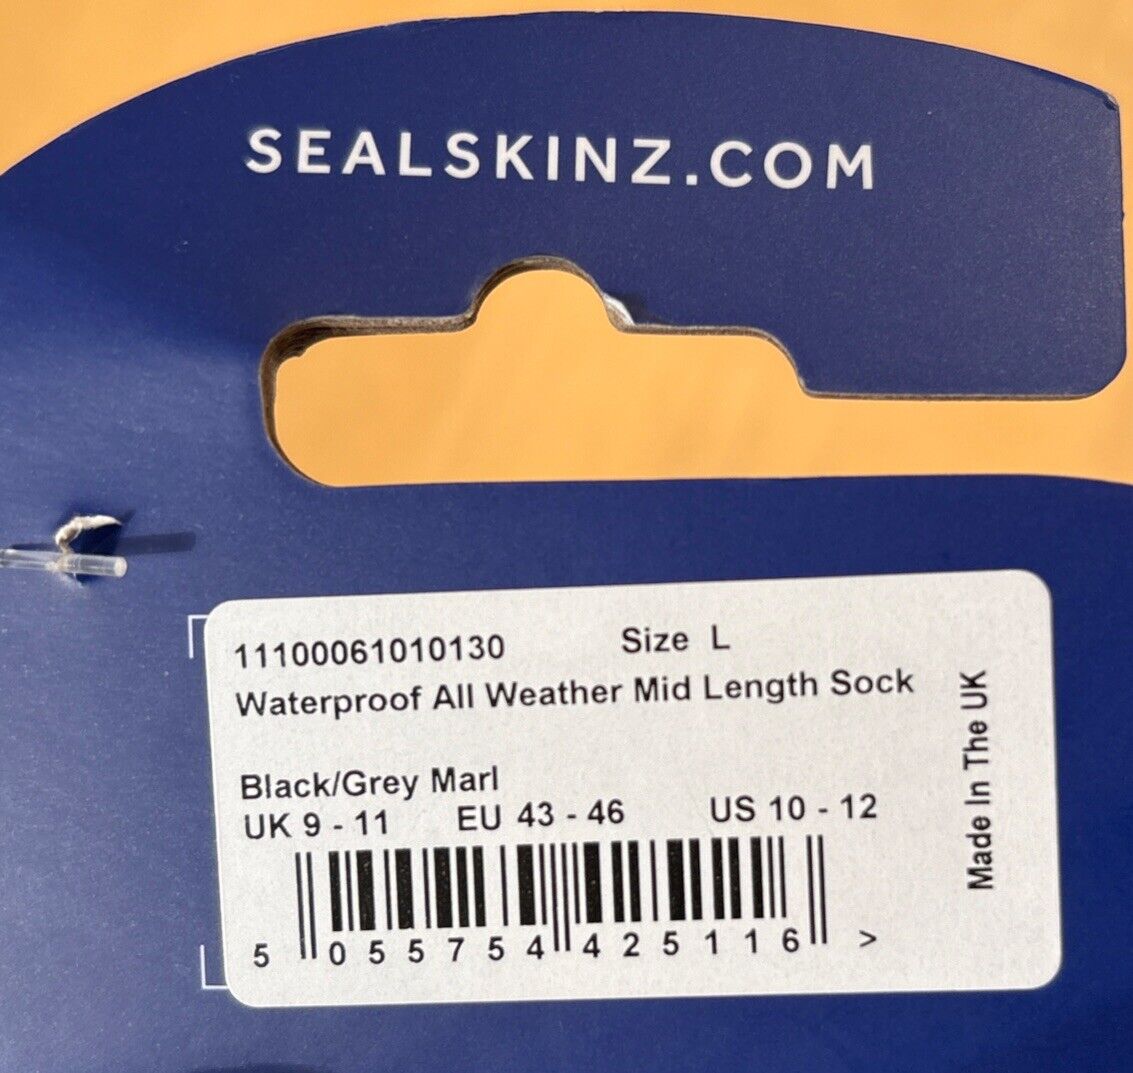 SEALSKINZ.COM
11100061010130 Size L
Waterproof All Weather Mid Length Sock
Black/Grey Marl
UK 9 - 11 EU 43 - 46 US 10 - 12
5 055754 425116 >
Made In The UK